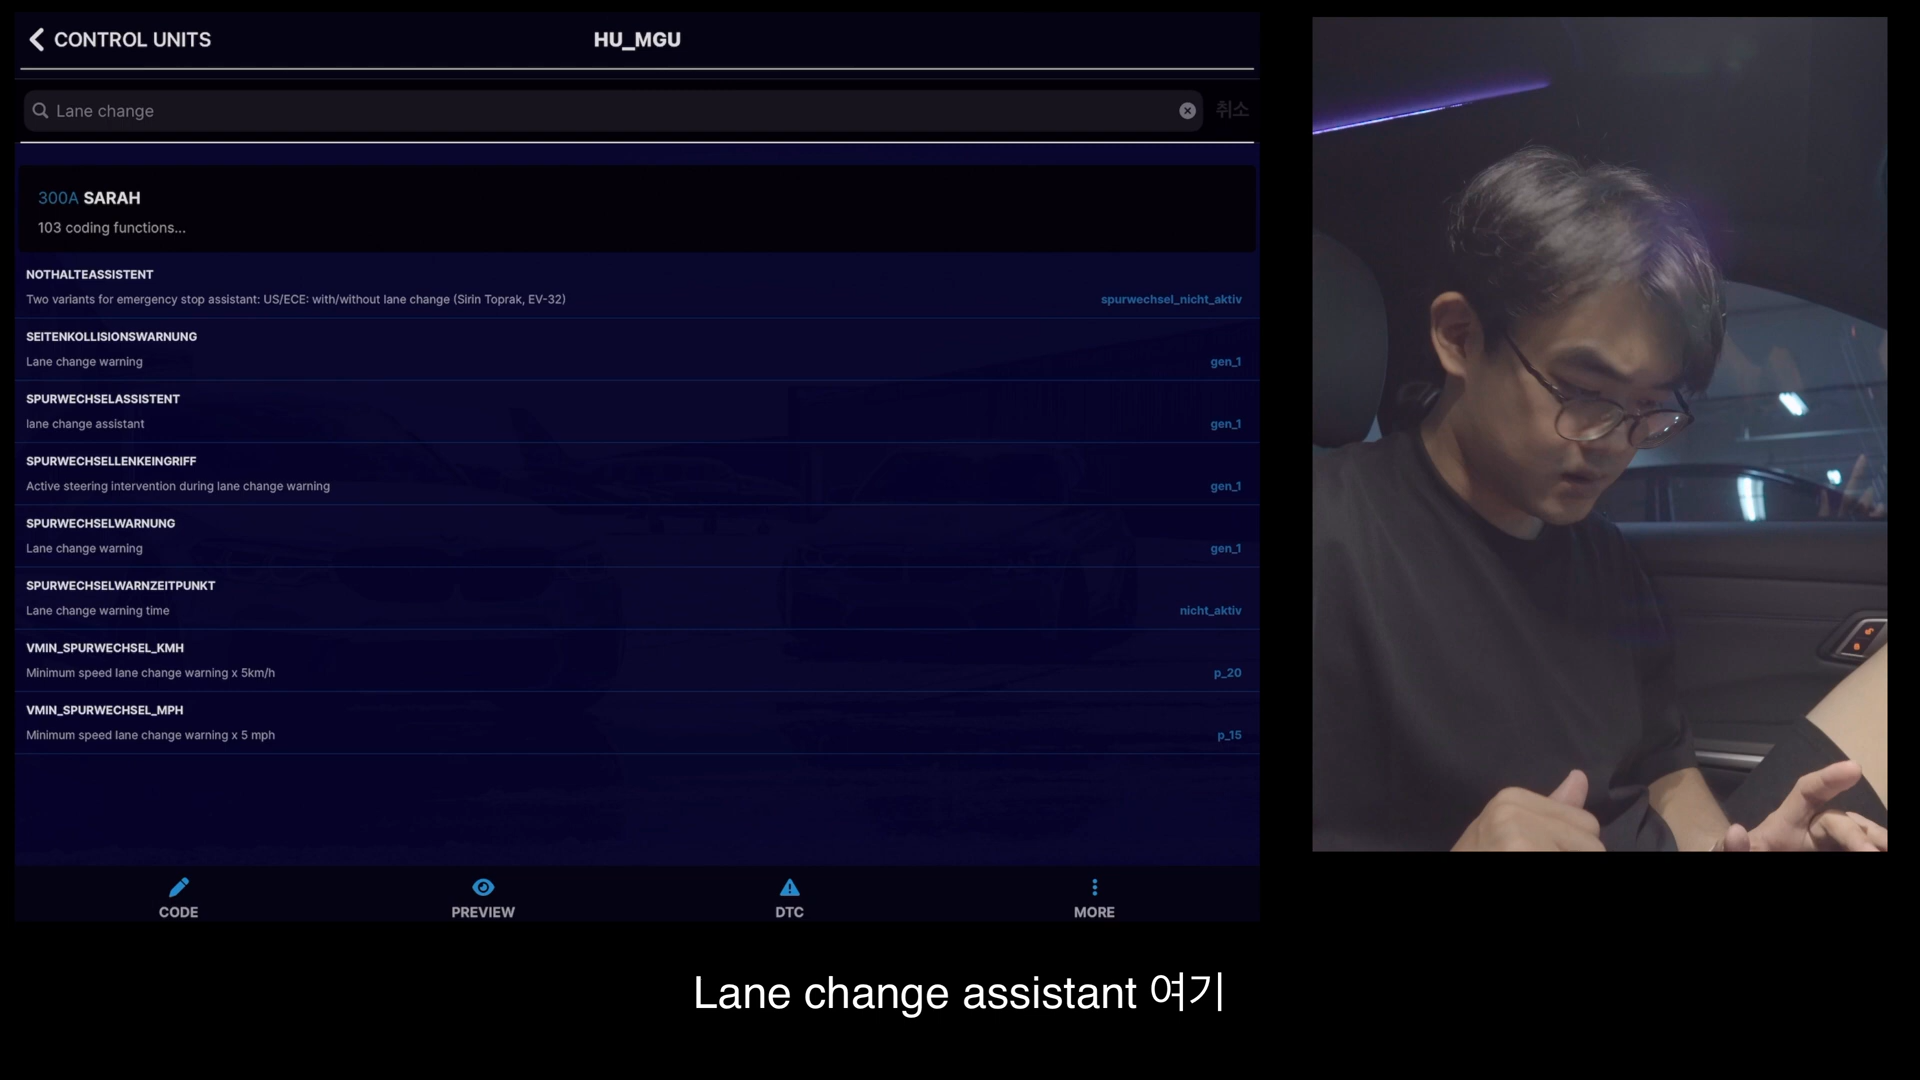 CONTROL UNITS
HU_MGU
Lane change
취소
300A SARAH
103 coding functions...
NOTHALTEASSISTENT
Two variants for emergency stop assistant: US/ECE: with/without lane change (Sirin Toprak, EV-32)
spurwechsel_nicht_aktiv
SEITENKOLLISIONSWARNUNG
Lane change warning
gen_1
SPURWECHSELASSISTENT
lane change assistant
gen_1
SPURWECHSELLENKEINGRIFF
Active steering intervention during lane change warning
gen_1
SPURWECHSELWARNUNG
Lane change warning
gen_1
SPURWECHSELWARNZEITPUNKT
Lane change warning time
nicht_aktiv
VMIN_SPURWECHSEL_KMH
Minimum speed lane change warning x 5km/h
p_20
VMIN_SPURWECHSEL_MPH
Minimum speed lane change warning x 5 mph
p_15
CODE
PREVIEW
DTC
MORE
Lane change assistant 여기